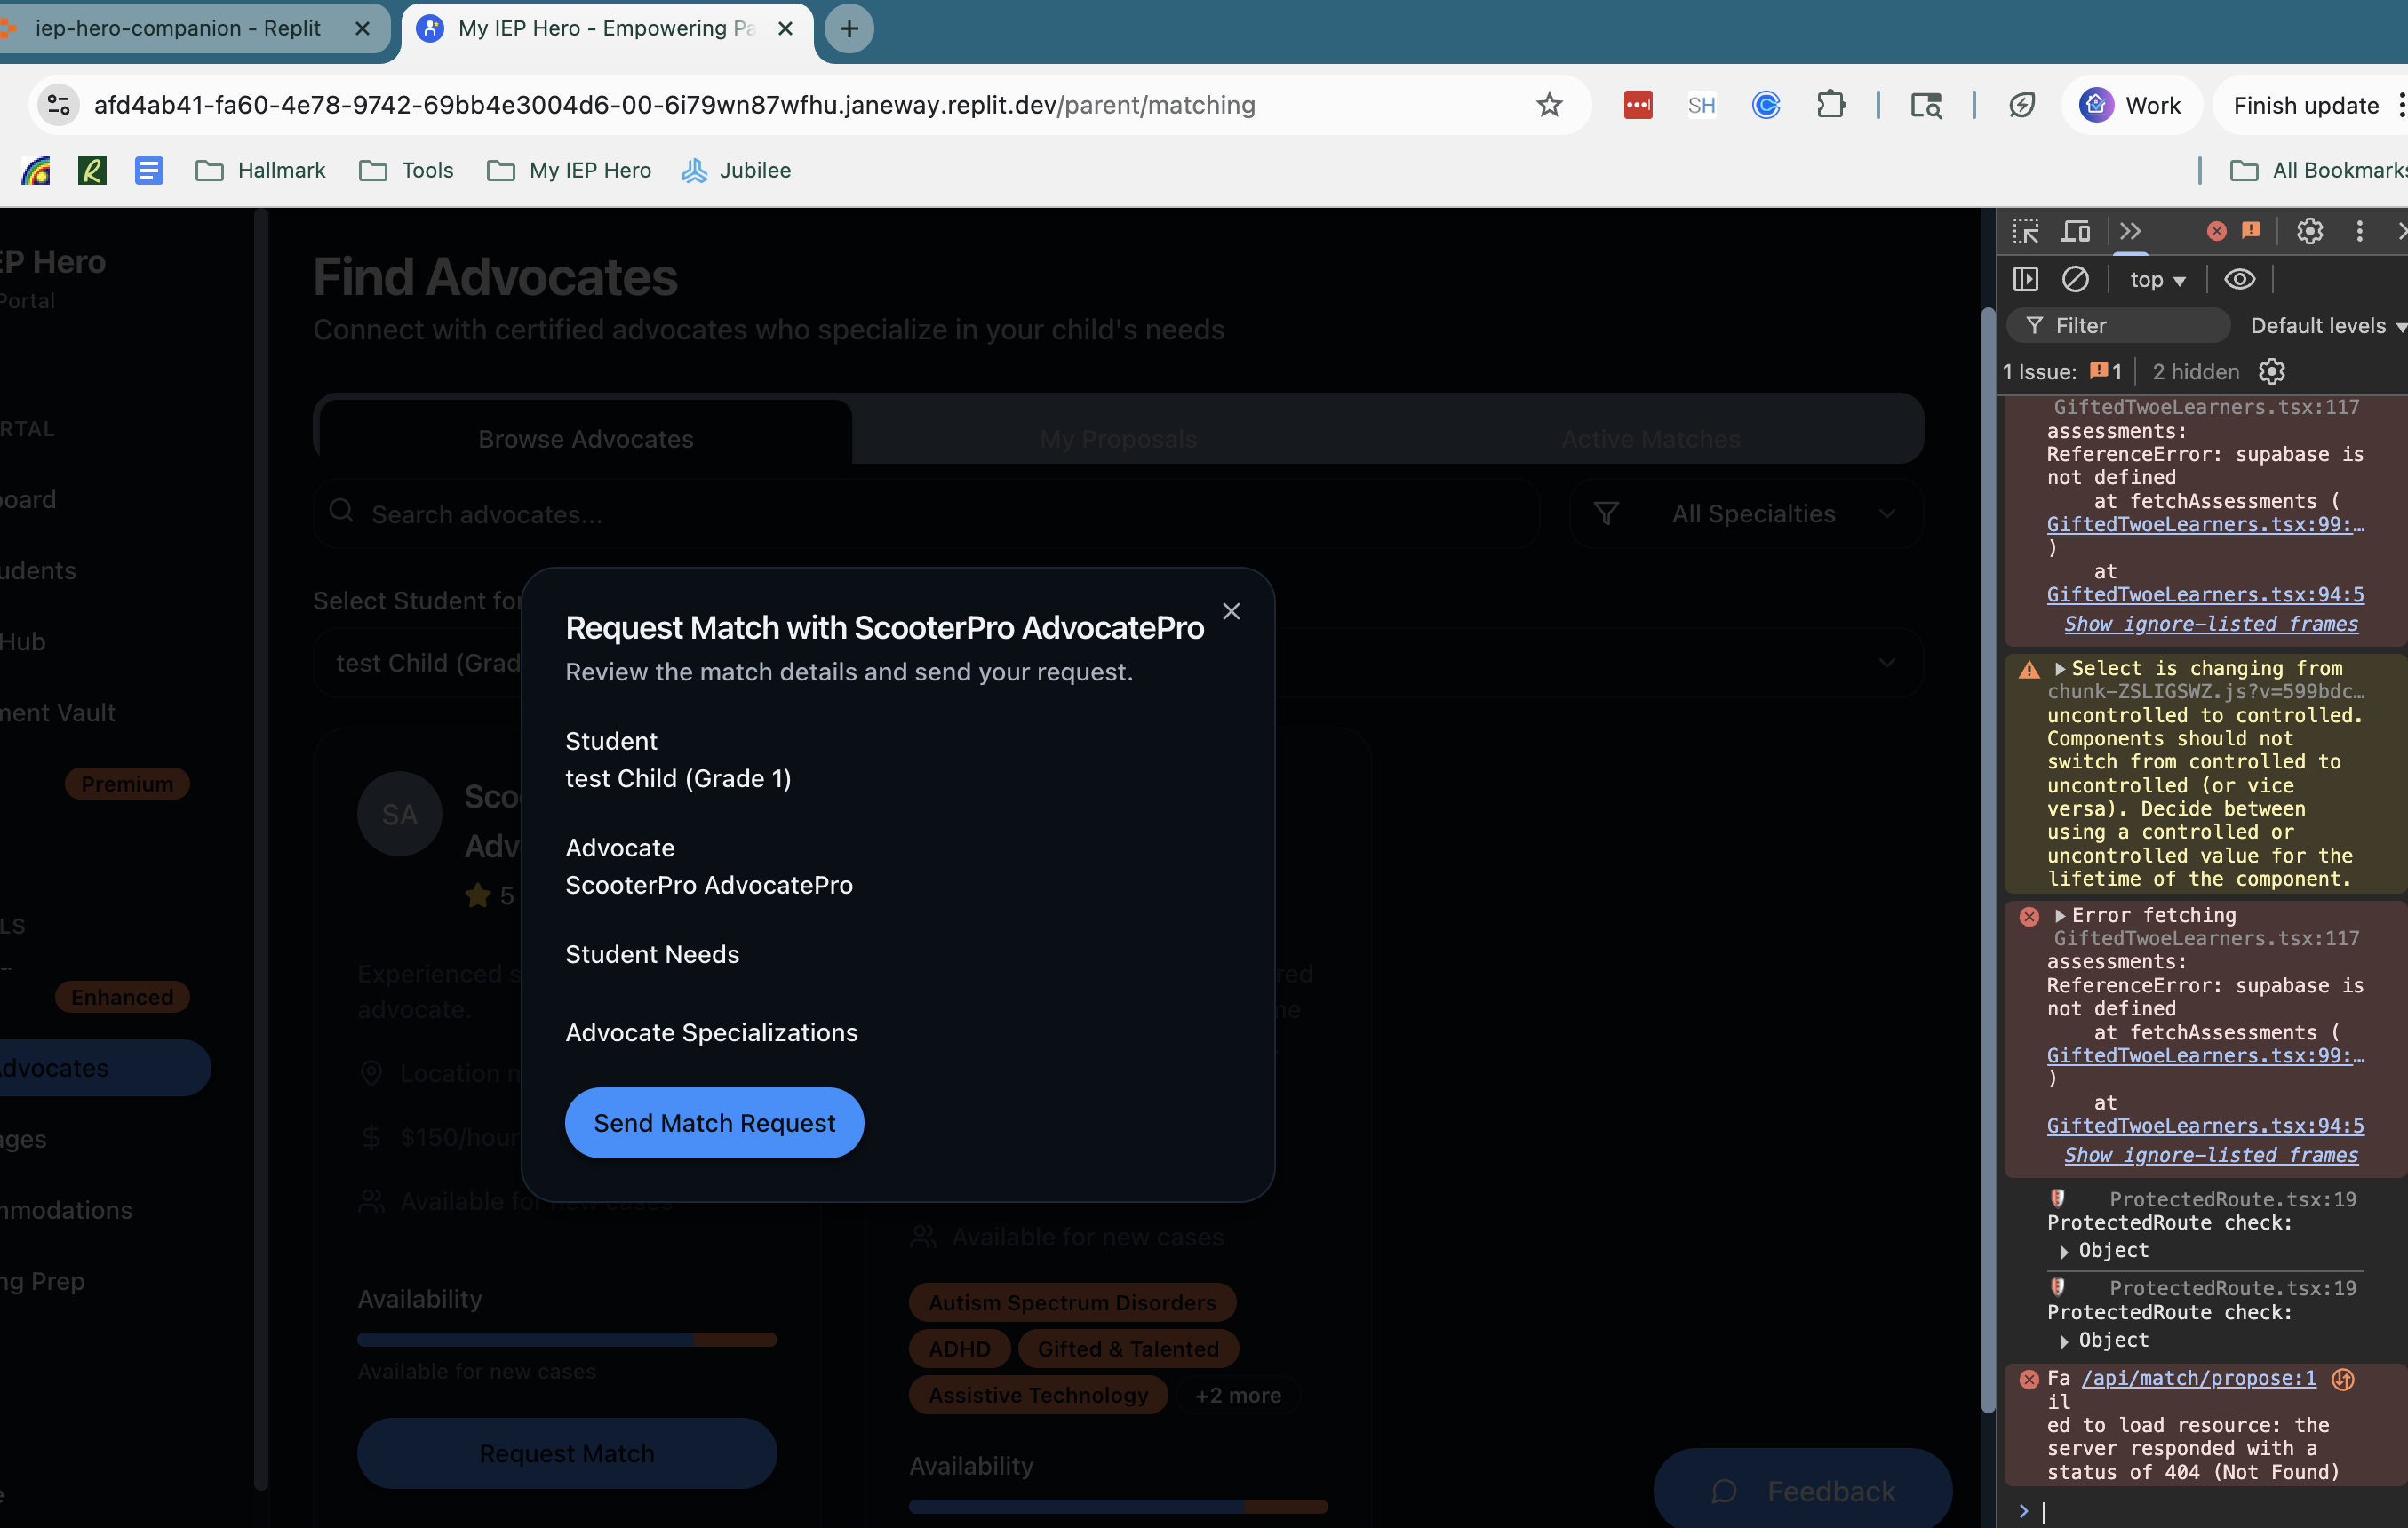 iep-hero-companion - Replit
My IEP Hero - Empowering Pa
afd4ab41-fa60-4e78-9742-69bb4e3004d6-00-6i79wn87wfhu.janeway.replit.dev/parent/matching
SH
Work
Finish update
Hallmark
Tools
My IEP Hero
Jubilee
All Bookmarks
EP Hero
Portal
RTAL
board
udents
Hub
ment Vault
Premium
LS
Enhanced
dvocates
ages
mmodations
ng Prep
e
Find Advocates
Connect with certified advocates who specialize in your child's needs
Browse Advocates
My Proposals
Active Matches
Search advocates...
All Specialties
Select Student for
test Child (Grad
SA
Scoo
Adv
5
Experienced s
advocate.
Location n
$150/hour
Available for new cases
Availability
Available for new cases
Request Match
red
me
Available for new cases
Autism Spectrum Disorders
ADHD
Gifted & Talented
Assistive Technology
+2 more
Availability
Feedback
Request Match with ScooterPro AdvocatePro
Review the match details and send your request.
Student
test Child (Grade 1)
Advocate
ScooterPro AdvocatePro
Student Needs
Advocate Specializations
Send Match Request
top
Filter
Default levels
1 Issue: 1
2 hidden
GiftedTwoeLearners.tsx:117
assessments:
ReferenceError: supabase is
not defined
at fetchAssessments (
GiftedTwoeLearners.tsx:99:…
)
at
GiftedTwoeLearners.tsx:94:5
Show ignore-listed frames
Select is changing from
chunk-ZSLIGSWZ.js?v=599bdc…
uncontrolled to controlled.
Components should not
switch from controlled to
uncontrolled (or vice
versa). Decide between
using a controlled or
uncontrolled value for the
lifetime of the component.
Error fetching
GiftedTwoeLearners.tsx:117
assessments:
ReferenceError: supabase is
not defined
at fetchAssessments (
GiftedTwoeLearners.tsx:99:…
)
at
GiftedTwoeLearners.tsx:94:5
Show ignore-listed frames
ProtectedRoute.tsx:19
ProtectedRoute check:
Object
ProtectedRoute.tsx:19
ProtectedRoute check:
Object
Fa /api/match/propose:1
il
ed to load resource: the
server responded with a
status of 404 (Not Found)